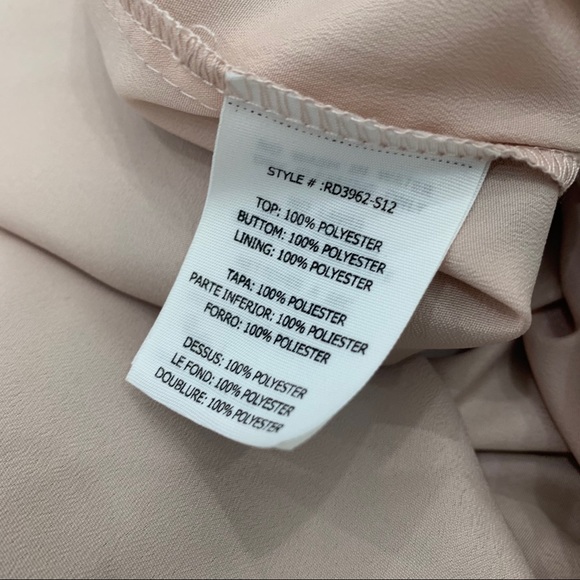 STYLE # :RD3962-S12
TOP: 100% POLYESTER
BUTTOM: 100% POLYESTER
LINING: 100% POLYESTER
TAPA: 100% POLIESTER
PARTE INFERIOR: 100% POLIESTER
FORRO: 100% POLIESTER
DESSUS: 100% POLYESTER
LE FOND: 100% POLYESTER
DOUBLURE: 100% POLYESTER